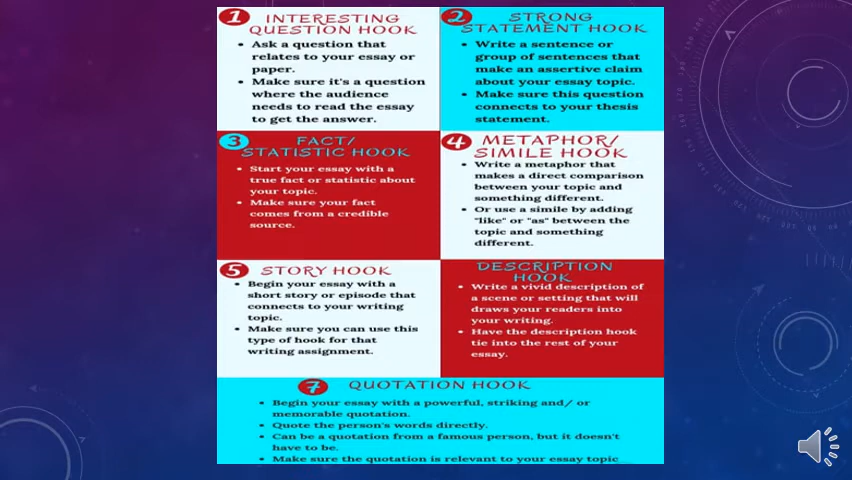 1 INTERESTING
QUESTION HOOK
• Ask a question that
relates to your essay or
paper.
• Make sure it's a question
where the audience
needs to read the essay
to get the answer.
2 STRONG
STATEMENT HOOK
• Write a sentence or
group of sentences that
make an assertive claim
about your essay topic.
• Make sure this question
connects to your thesis
statement.
3 FACT/
STATISTIC HOOK
• Start your essay with a
true fact or statistic about
your topic.
• Make sure your fact
comes from a credible
source.
4 METAPHOR/
SIMILE HOOK
• Write a metaphor that
makes a direct comparison
between your topic and
something different.
• Or use a simile by adding
"like" or "as" between the
topic and something
different.
5 STORY HOOK
• Begin your essay with a
short story or episode that
connects to your writing
topic.
• Make sure you can use this
type of hook for that
writing assignment.
DESCRIPTION
HOOK
• Write a vivid description of
a scene or setting that will
draws your readers into
your writing.
• Have the description hook
tie into the rest of your
essay.
7 QUOTATION HOOK
• Begin your essay with a powerful, striking and/ or
memorable quotation.
• Quote the person's words directly.
• Can be a quotation from a famous person, but it doesn't
have to be.
• Make sure the quotation is relevant to your essay topic